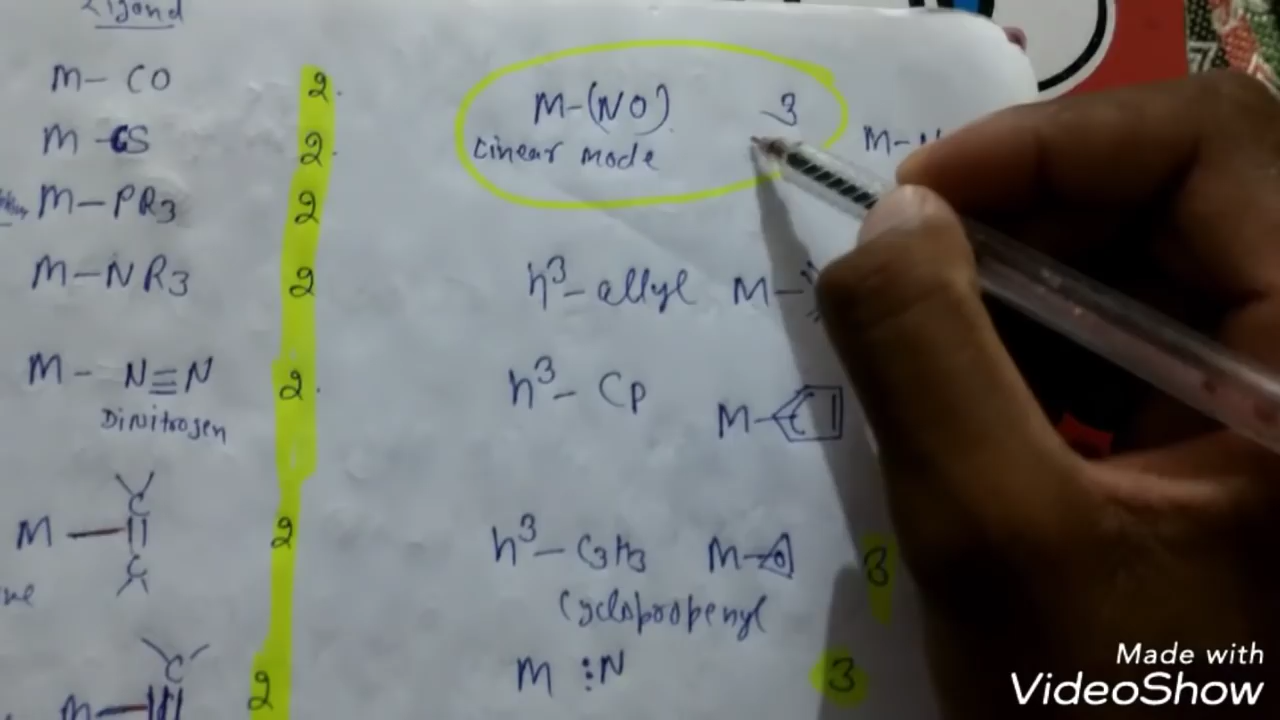 Ligand
M- CO 2.
M -CS 2.
M-PR3 2
M-NR3 2
M- N≡N 2.
Dinitrogen
M C C 2
C
M 2
M-(NO) 3
Linear mode
M-N
η3-allyl M-
η3-Cp M
η3-C3H3 M- 3
Cyclopropenyl
M ⋮N 3
Made with
VideoShow